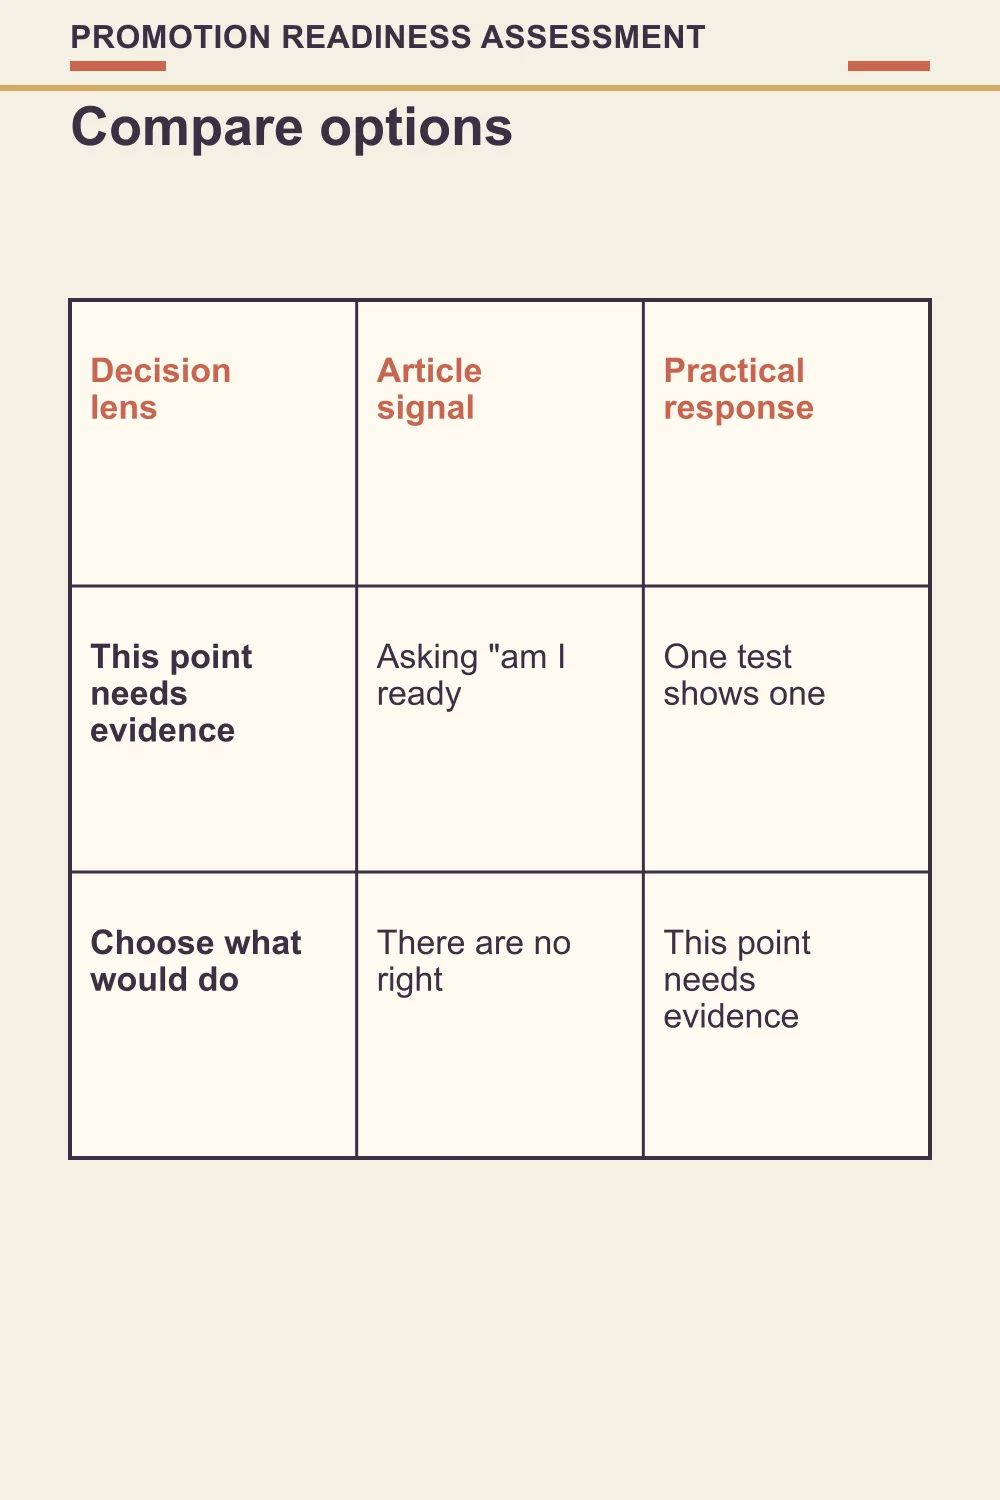 PROMOTION READINESS ASSESSMENT
Compare options
Decision
lens
Article
signal
Practical
response
This point
needs
evidence
Asking "am I
ready
One test
shows one
Choose what
would do
There are no
right
This point
needs
evidence